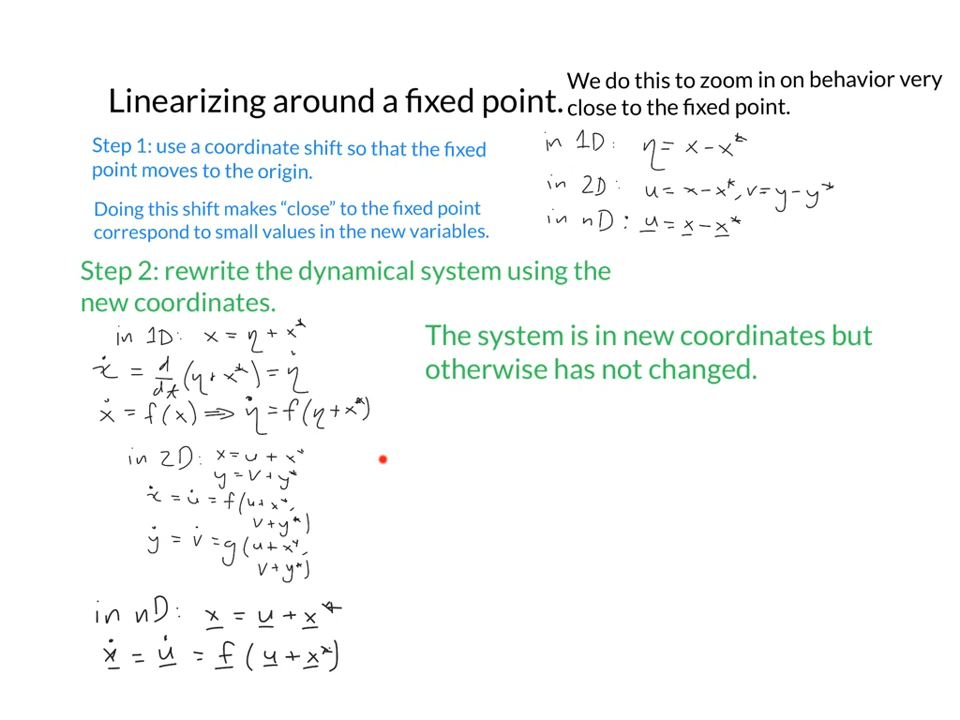 Linearizing around a fixed point.
We do this to zoom in on behavior very
close to the fixed point.
Step 1: use a coordinate shift so that the fixed
point moves to the origin.
Doing this shift makes “close” to the fixed point
correspond to small values in the new variables.
in 1D: η = x - x*
in 2D: u = x - x*, v = y - y*
in nD: u = x - x*
Step 2: rewrite the dynamical system using the
new coordinates.
in 1D: x = η + x*
ẋ = d/dt (η + x*) = η̇
ẋ = f(x) ⇒ η̇ = f(η + x*)
in 2D: x = u + x*
y = v + y*
ẋ = u̇ = f(u + x*,
v + y*)
ẏ = v̇ = g(u + x*,
v + y*)
in nD: x = u + x*
ẋ = u̇ = f(u + x*)
The system is in new coordinates but
otherwise has not changed.